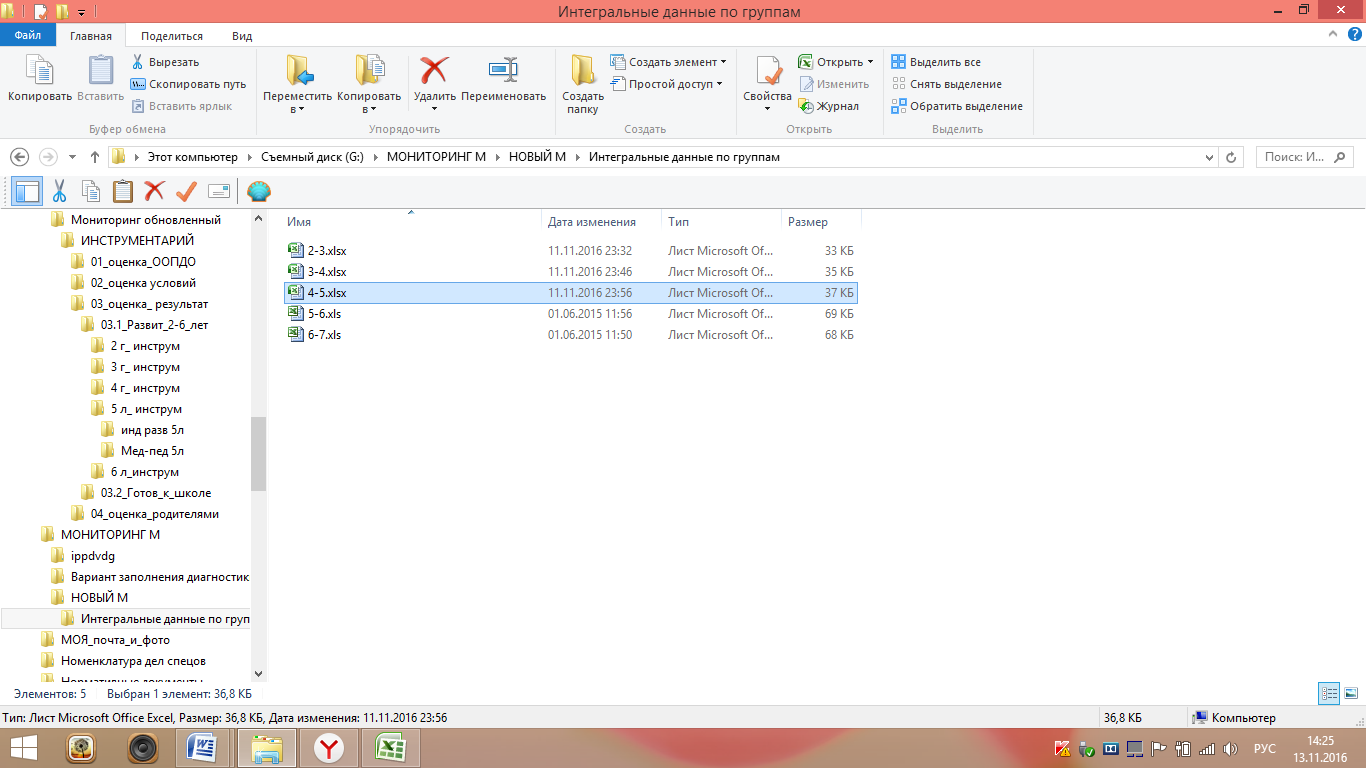 Интегральные данные по группам
Файл Главная Поделиться Вид
Копировать Вставить Вырезать Скопировать путь Вставить ярлык
Буфер обмена
Переместить в Копировать в Удалить Переименовать
Упорядочить
Создать папку Создать элемент Простой доступ
Создать
Свойства Открыть Изменить Журнал
Открыть
Выделить все Снять выделение Обратить выделение
Выделить
Этот компьютер Съемный диск (G:) МОНИТОРИНГ М НОВЫЙ М Интегральные данные по группам
Поиск: И...
Мониторинг обновленный
ИНСТРУМЕНТАРИЙ
01_оценка_ООПДО
02_оценка условий
03_оценка_ результат
03.1_Развит_2-6_лет
2 г_ инструм
3 г_ инструм
4 г_ инструм
5 л_ инструм
инд разв 5л
Мед-пед 5л
6 л_инструм
03.2_Готов_к_школе
04_оценка_родителями
МОНИТОРИНГ М
ippdvdg
Вариант заполнения диагностик
НОВЫЙ М
Интегральные данные по груп
МОЯ_почта_и_фото
Номенклатура дел спецов
Нормативные документы
Имя Дата изменения Тип Размер
2-3.xlsx 11.11.2016 23:32 Лист Microsoft Of... 33 КБ
3-4.xlsx 11.11.2016 23:46 Лист Microsoft Of... 35 КБ
4-5.xlsx 11.11.2016 23:56 Лист Microsoft Of... 37 КБ
5-6.xls 01.06.2015 11:56 Лист Microsoft Of... 69 КБ
6-7.xls 01.06.2015 11:50 Лист Microsoft Of... 68 КБ
Элементов: 5 Выбран 1 элемент: 36,8 КБ
Тип: Лист Microsoft Office Excel, Размер: 36,8 КБ, Дата изменения: 11.11.2016 23:56 36,8 КБ Компьютер
РУС
14:25
13.11.2016